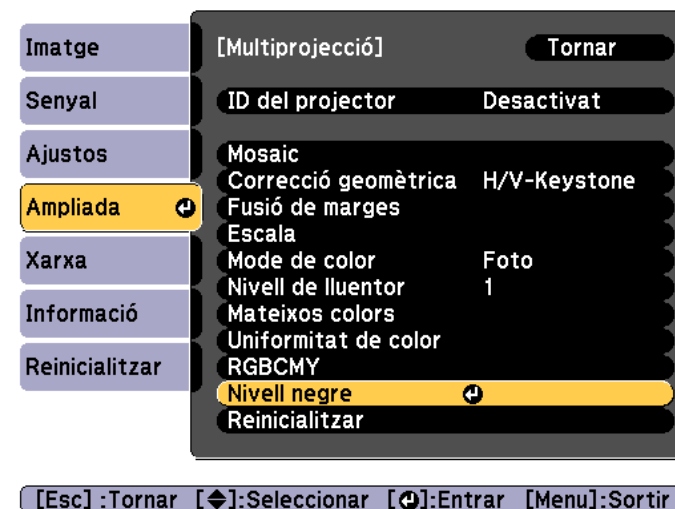 Imatge
Senyal
Ajustos
Ampliada
Xarxa
Informació
Reinicialitzar
[Multiprojecció] Tornar
ID del projector Desactivat
Mosaic
Correcció geomètrica H/V-Keystone
Fusió de marges
Escala
Mode de color Foto
Nivell de lluentor 1
Mateixos colors
Uniformitat de color
RGBCMY
Nivell negre
Reinicialitzar
[Esc] :Tornar [◆]:Seleccionar [⏎]:Entrar [Menu]:Sortir